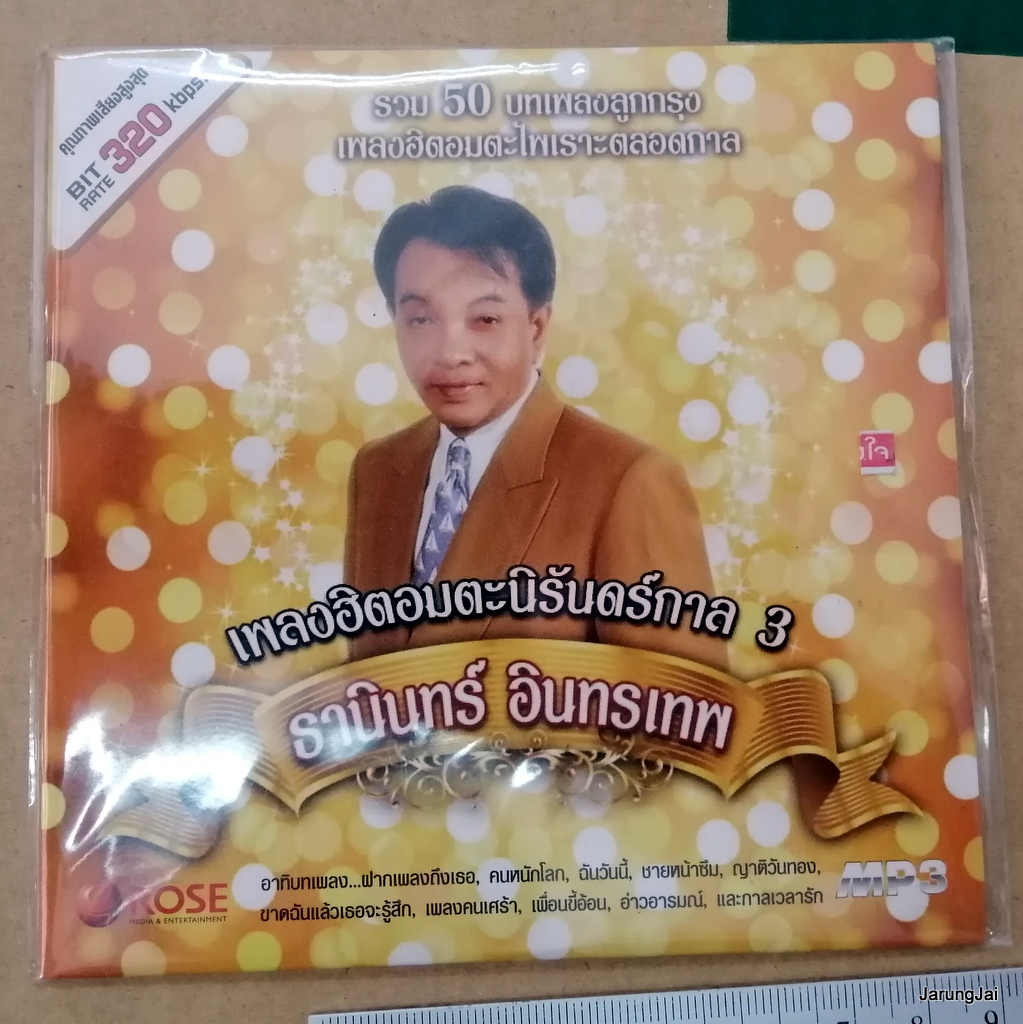 คุณภาพเสียงสูงสุด
BIT RATE 320 kbps.
รวม 50 บทเพลงลูกกรุง
เพลงฮิตอมตะไพเราะตลอดกาล
ใจ
เพลงฮิตอมตะนิรันดร์กาล 3
ธานินทร์ อินทรเทพ
ROSE
MEDIA & ENTERTAINMENT
อาทิบทเพลง...ฝากเพลงถึงเธอ, คนหนักโลก, ฉันวันนี้, ชายหน้าซึม, ญาติวันทอง,
ขาดฉันแล้วเธอจะรู้สึก, เพลงคนเศร้า, เพื่อนขี้อ้อน, อ่าวอารมณ์, และกาลเวลารัก
MP3
7 8 9
JarungJai